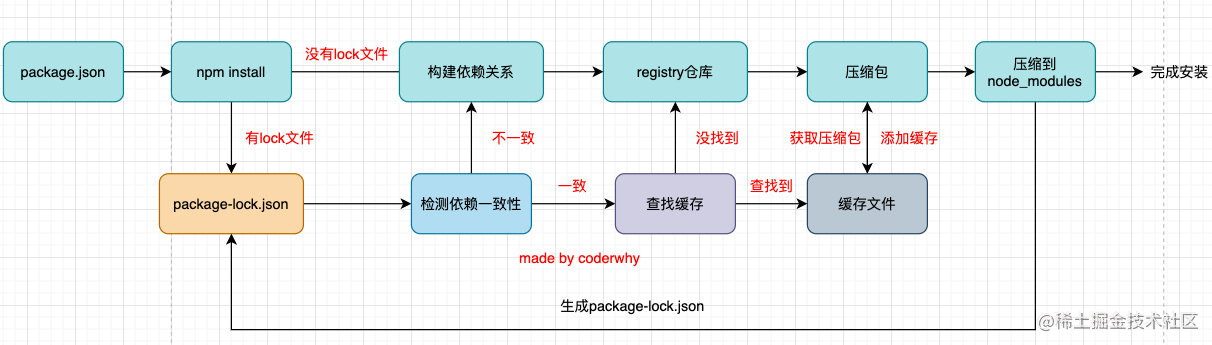 package.json
npm install
没有lock文件
构建依赖关系
registry仓库
压缩包
压缩到
node_modules
完成安装
有lock文件
不一致
没找到
获取压缩包
添加缓存
package-lock.json
检测依赖一致性
一致
查找缓存
查找到
缓存文件
made by coderwhy
生成package-lock.json
@稀土掘金技术社区